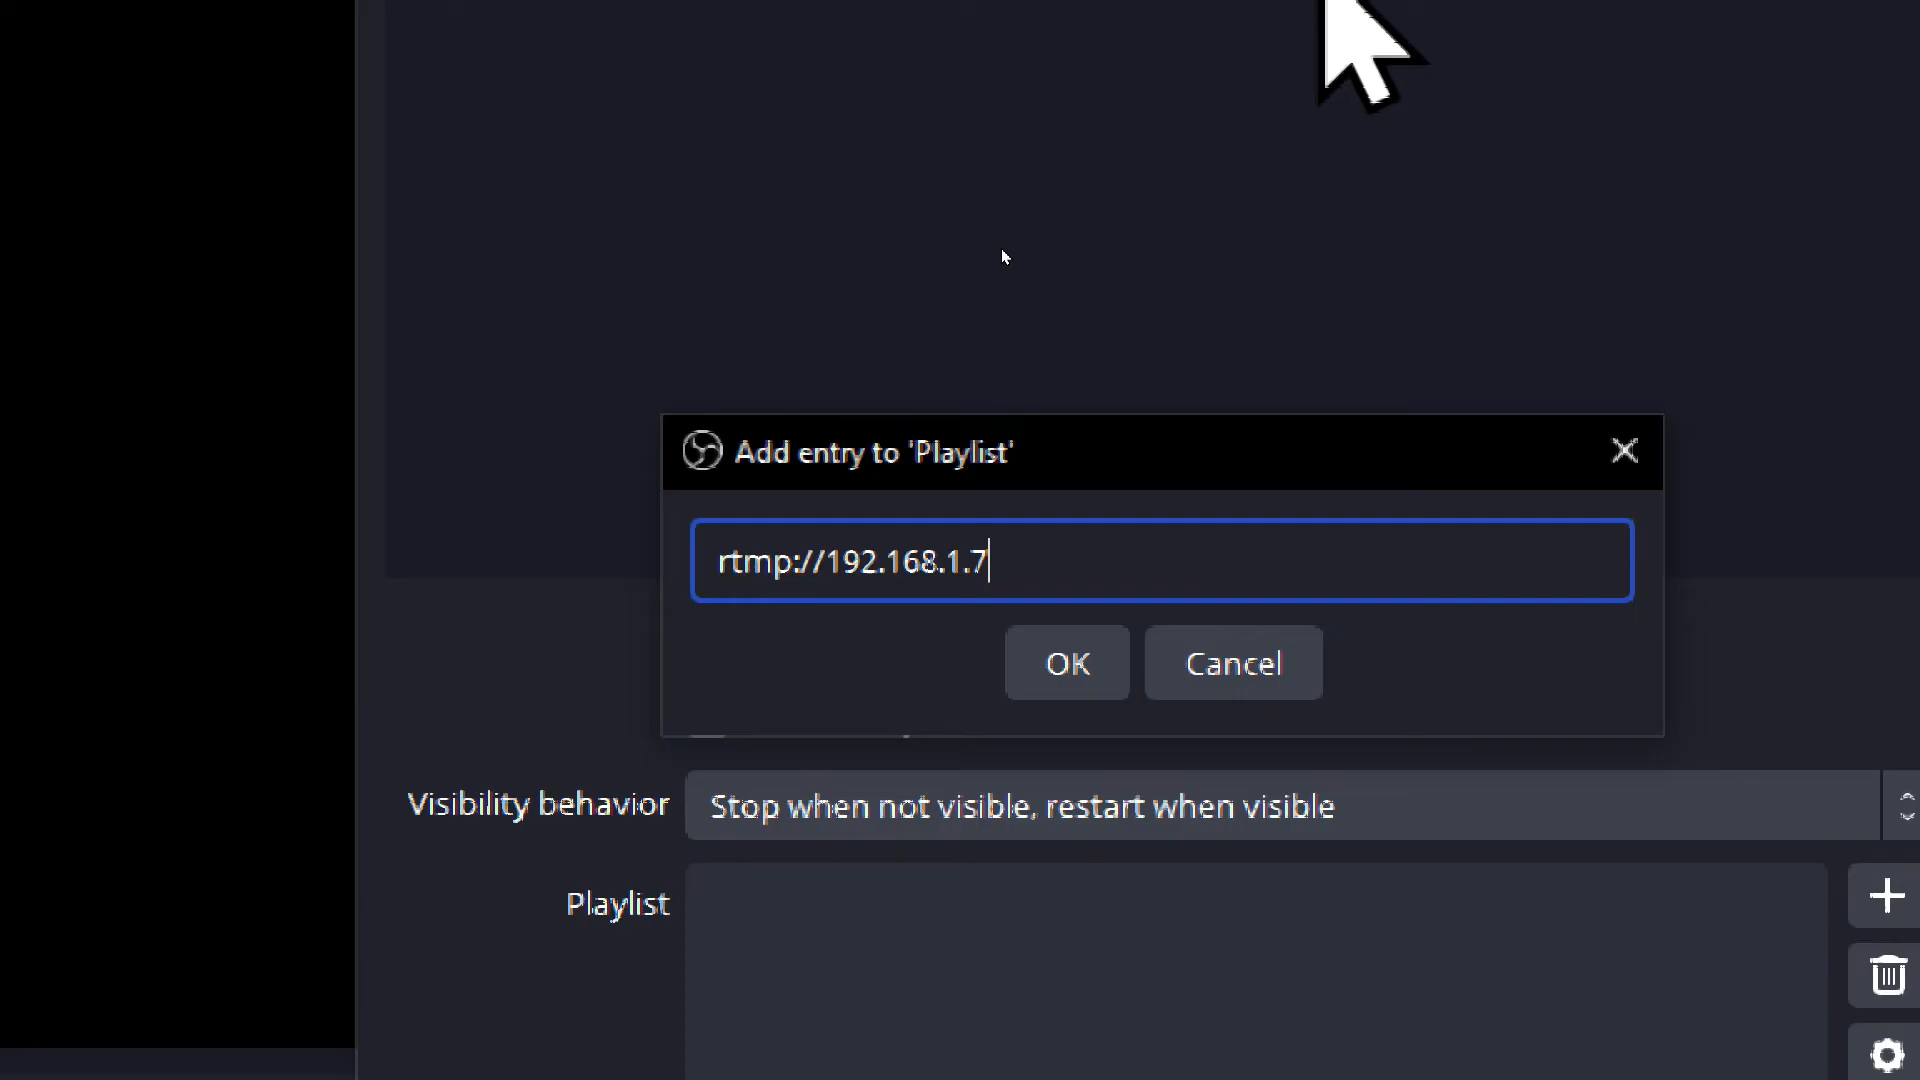 Add entry to 'Playlist'
rtmp://192.168.1.7
OK Cancel
Visibility behavior Stop when not visible, restart when visible
Playlist